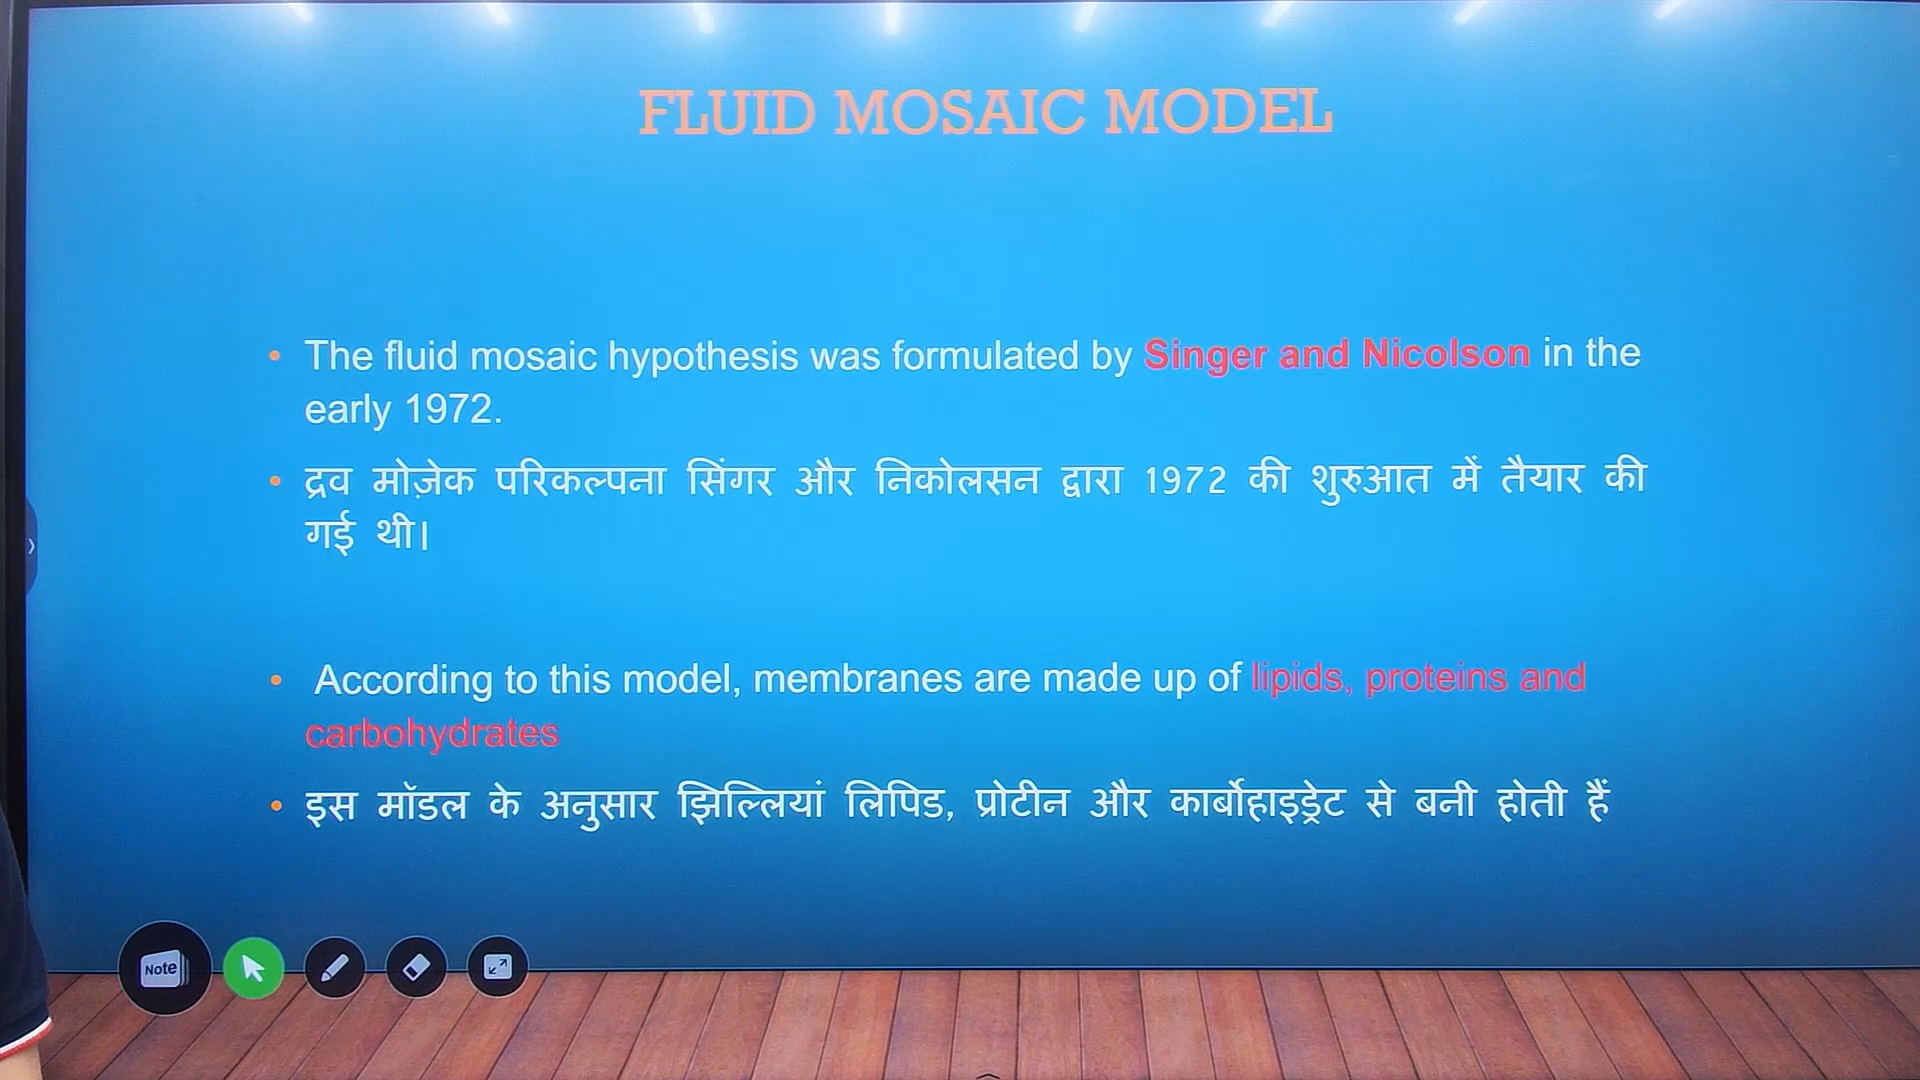 FLUID MOSAIC MODEL
• The fluid mosaic hypothesis was formulated by Singer and Nicolson in the
early 1972.
• द्रव मोज़ेक परिकल्पना सिंगर और निकोलसन द्वारा 1972 की शुरुआत में तैयार की
गई थी।
• According to this model, membranes are made up of lipids, proteins and
carbohydrates
• इस मॉडल के अनुसार झिल्लियां लिपिड, प्रोटीन और कार्बोहाइड्रेट से बनी होती हैं
Note